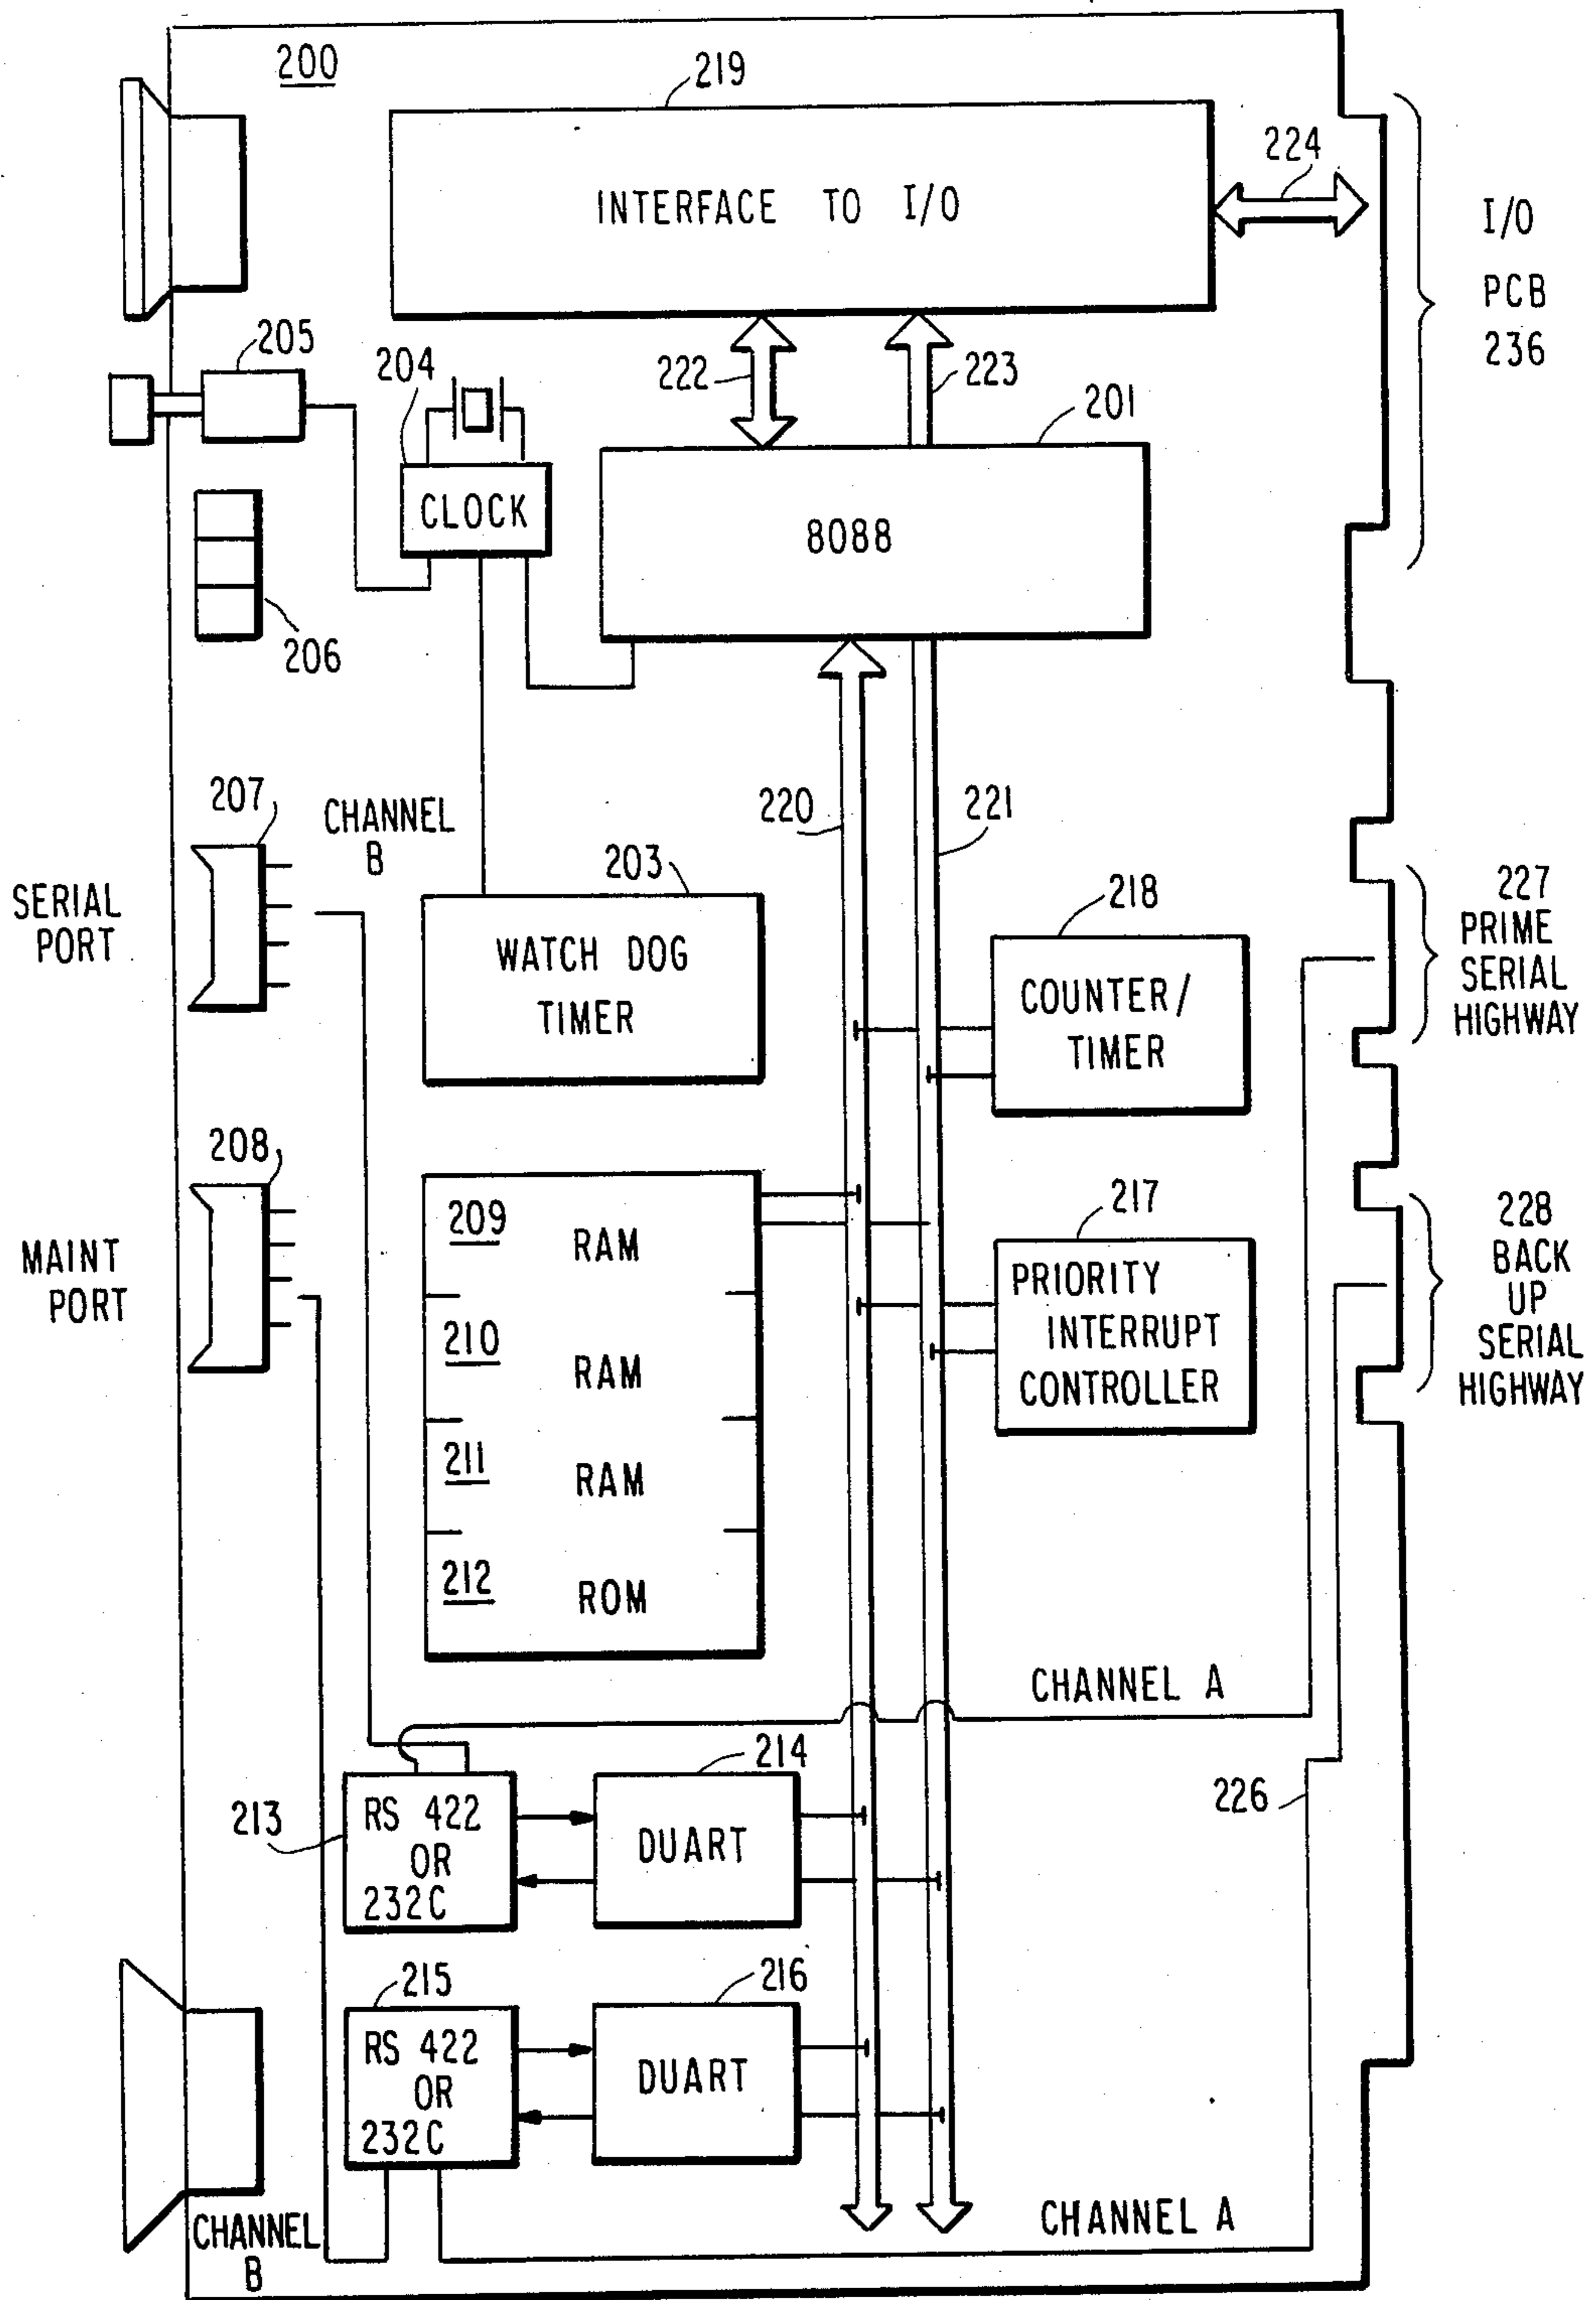 200
219
INTERFACE TO I/O
224
I/O
PCB
236
205
204
222
223
201
CLOCK
8088
206
207
CHANNEL
B
SERIAL
PORT
220
221
203
WATCH DOG
TIMER
218
COUNTER/
TIMER
227
PRIME
SERIAL
HIGHWAY
208
MAINT
PORT
209 RAM
210 RAM
211 RAM
212 ROM
217
PRIORITY
INTERRUPT
CONTROLLER
228
BACK
UP
SERIAL
HIGHWAY
CHANNEL A
213
RS 422
OR
232C
214
DUART
226
215
RS 422
OR
232C
216
DUART
CHANNEL
B
CHANNEL A